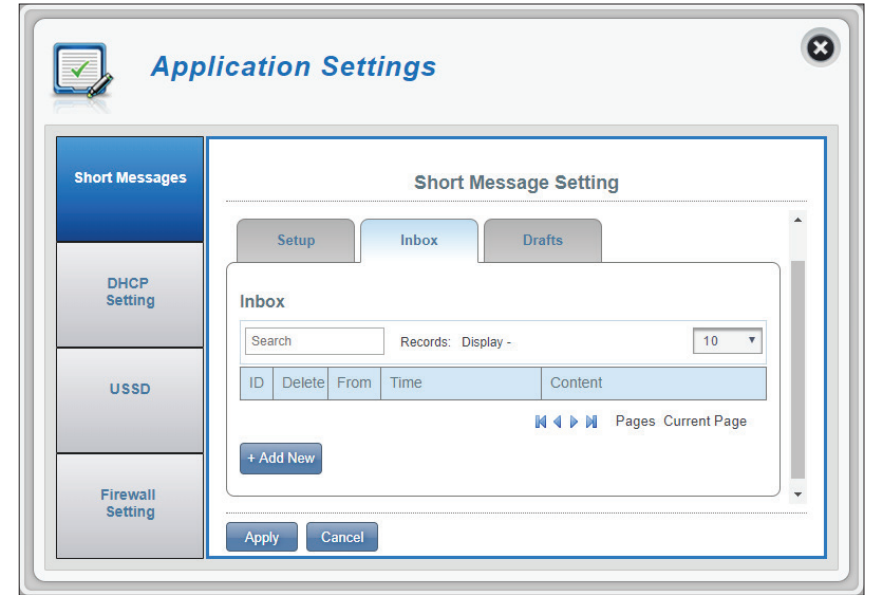 Application Settings
Short Messages
DHCP
Setting
USSD
Firewall
Setting
Short Message Setting
Setup Inbox Drafts
Inbox
Search Records: Display - 10
ID Delete From Time Content
Pages Current Page
+ Add New
Apply Cancel